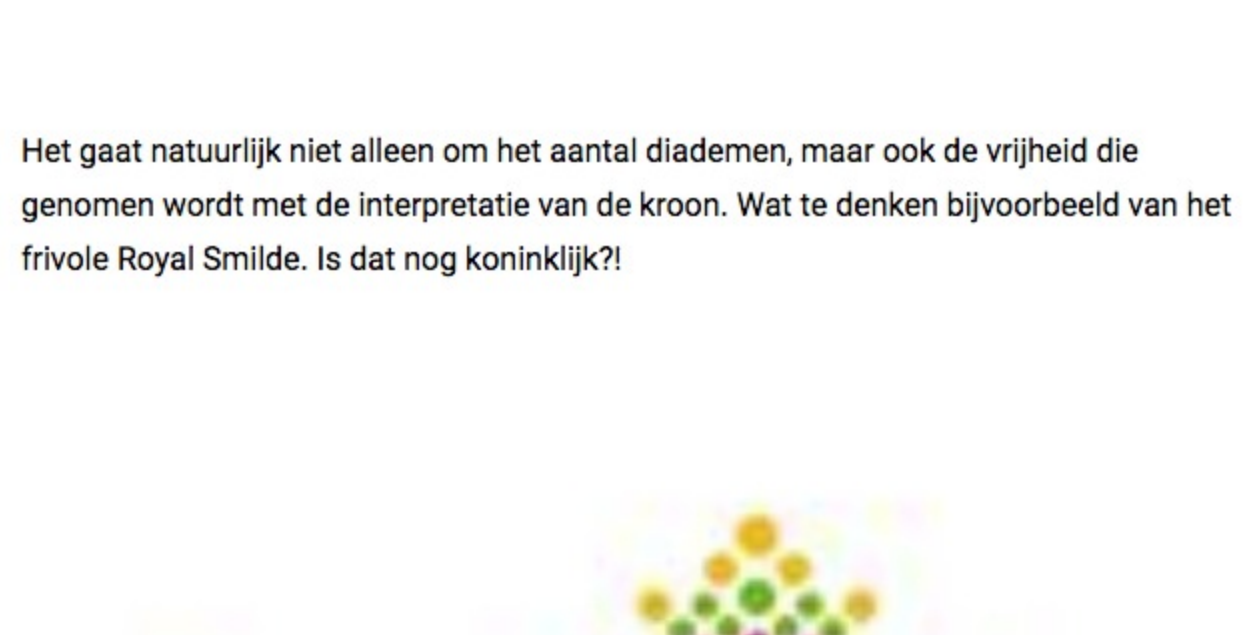 Het gaat natuurlijk niet alleen om het aantal diademen, maar ook de vrijheid die
genomen wordt met de interpretatie van de kroon. Wat te denken bijvoorbeeld van het
frivole Royal Smilde. Is dat nog koninklijk?!